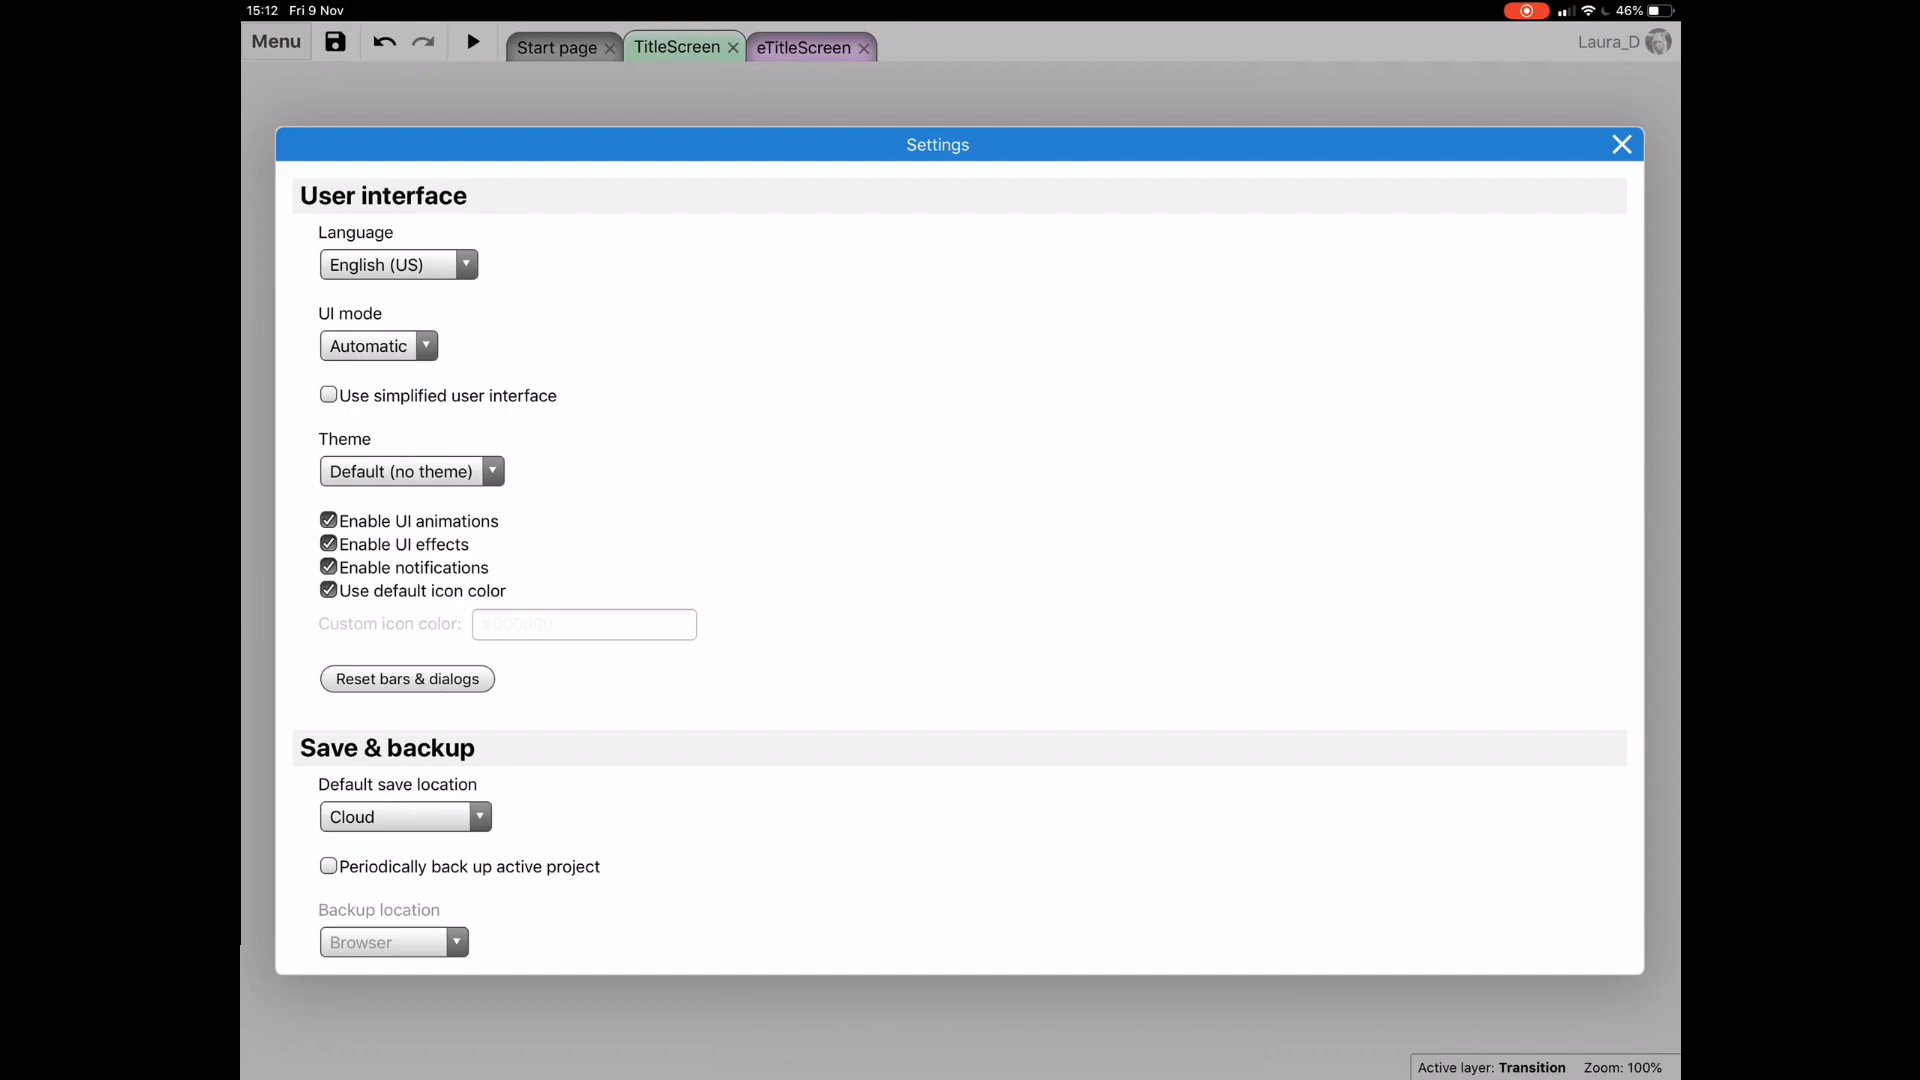 15:12 Fri 9 Nov 46%
Menu Start page TitleScreen eTitleScreen Laura_D
Settings
User interface
Language
English (US)
UI mode
Automatic
Use simplified user interface
Theme
Default (no theme)
Enable UI animations
Enable UI effects
Enable notifications
Use default icon color
Custom icon color: #000000
Reset bars & dialogs
Save & backup
Default save location
Cloud
Periodically back up active project
Backup location
Browser
Active layer: Transition Zoom: 100%